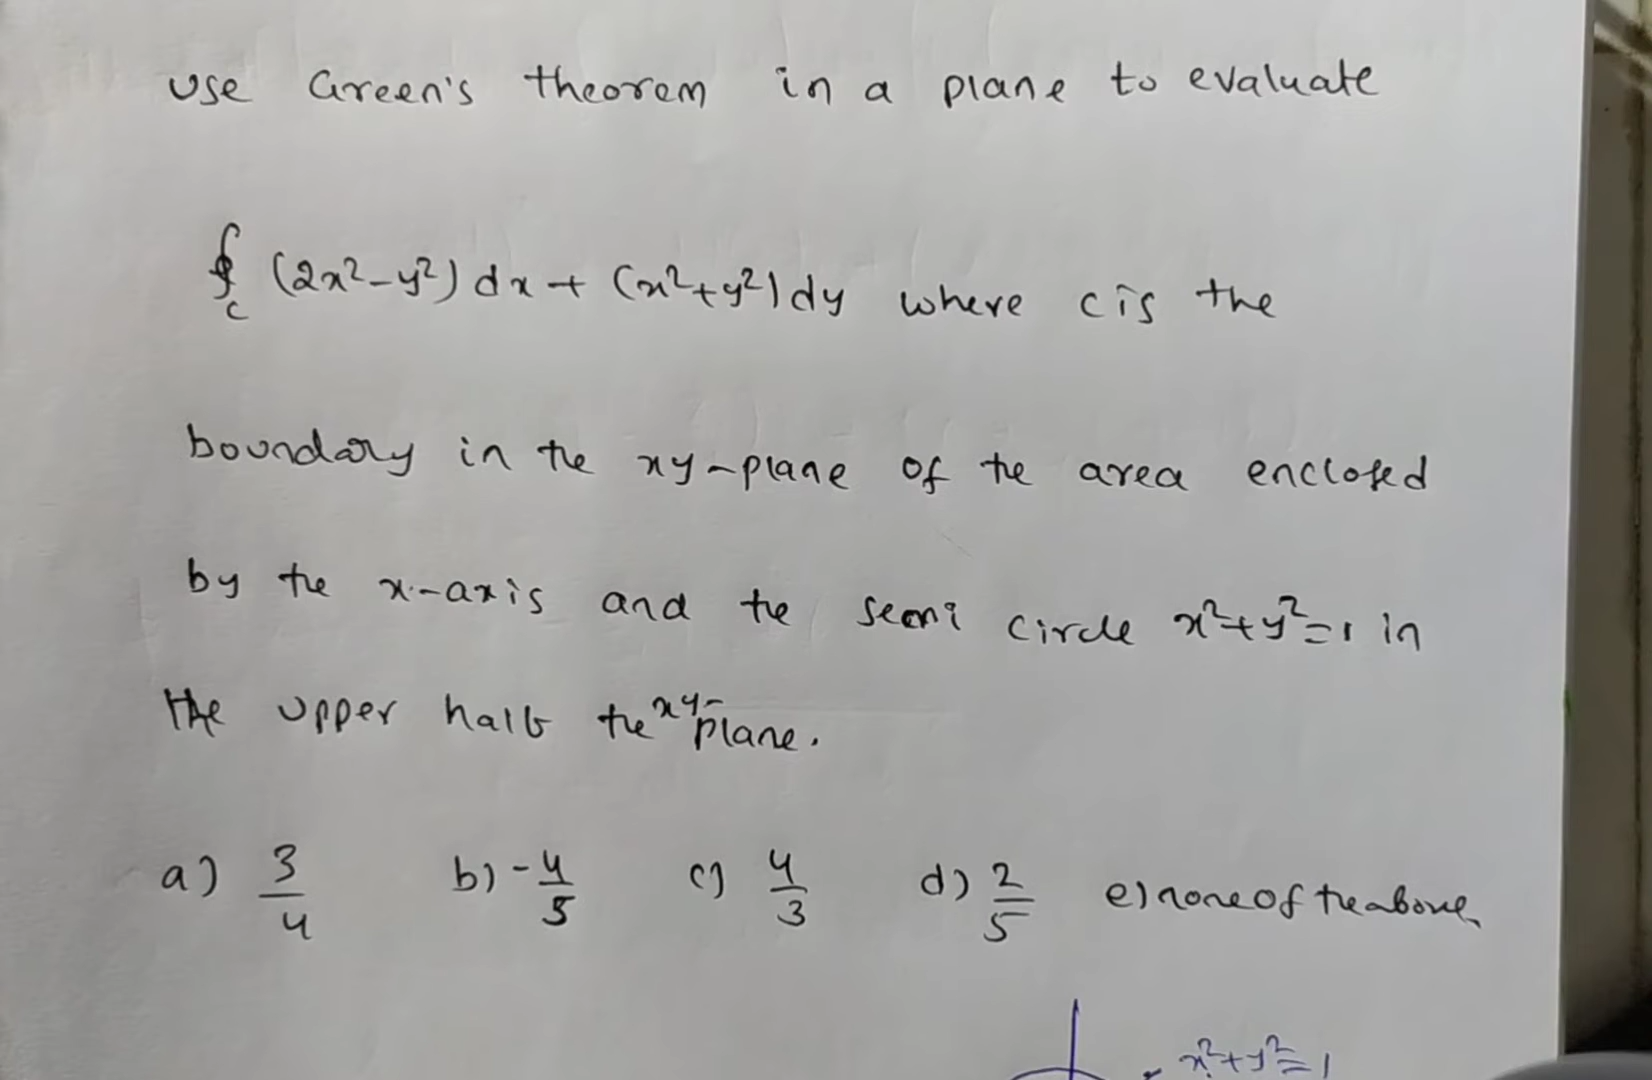 use Green's theorem in a plane to evaluate
∮_c (2x²-y²) dx + (x²+y²) dy where c is the
boundary in the xy-plane of the area enclosed
by the x-axis and the semi circle x²+y²=1 in
the upper half the xy-plane.
a) 3/4 b) -4/5 c) 4/3 d) 2/5 e) none of the above.
x²+y²=1